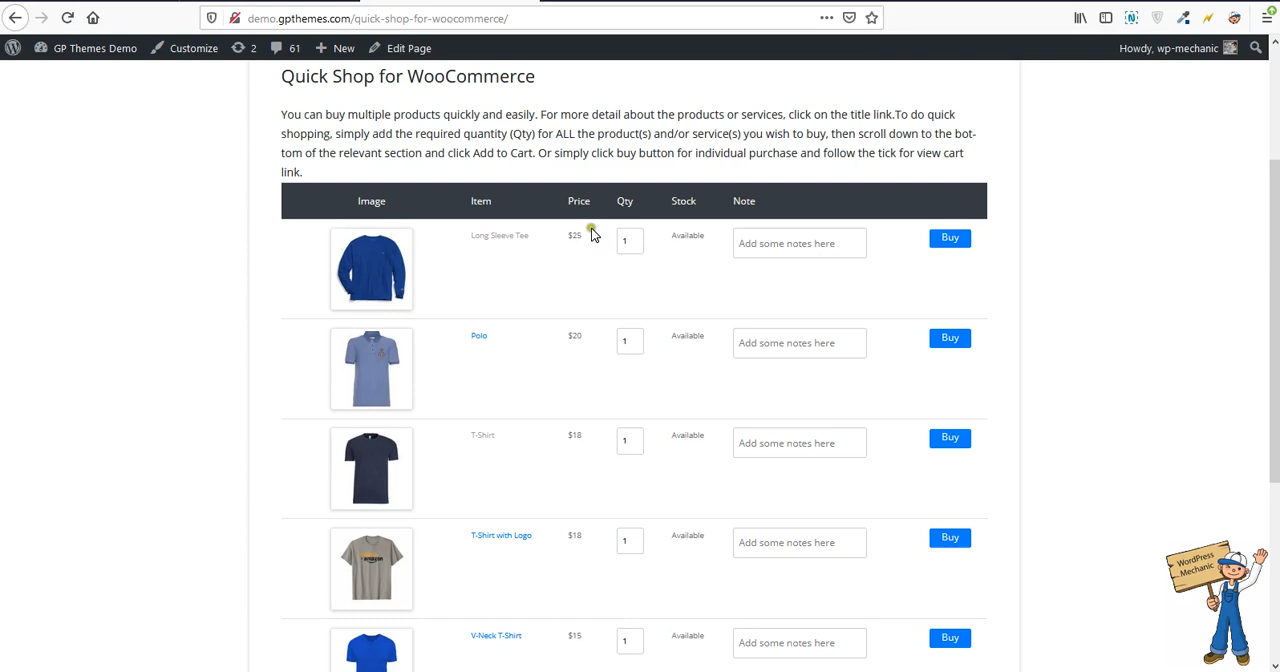 demo.gpthemes.com/quick-shop-for-woocommerce/
GP Themes Demo Customize 2 61 New Edit Page Howdy, wp-mechanic
Quick Shop for WooCommerce
You can buy multiple products quickly and easily. For more detail about the products or services, click on the title link.To do quick
shopping, simply add the required quantity (Qty) for ALL the product(s) and/or service(s) you wish to buy, then scroll down to the bot-
tom of the relevant section and click Add to Cart. Or simply click buy button for individual purchase and follow the tick for view cart
link.
Image Item Price Qty Stock Note
Long Sleeve Tee $25 1 Available Add some notes here Buy
Polo $20 1 Available Add some notes here Buy
T-Shirt $18 1 Available Add some notes here Buy
T-Shirt with Logo $18 1 Available Add some notes here Buy
amazon
V-Neck T-Shirt $15 1 Available Add some notes here Buy
WordPress
Mechanic